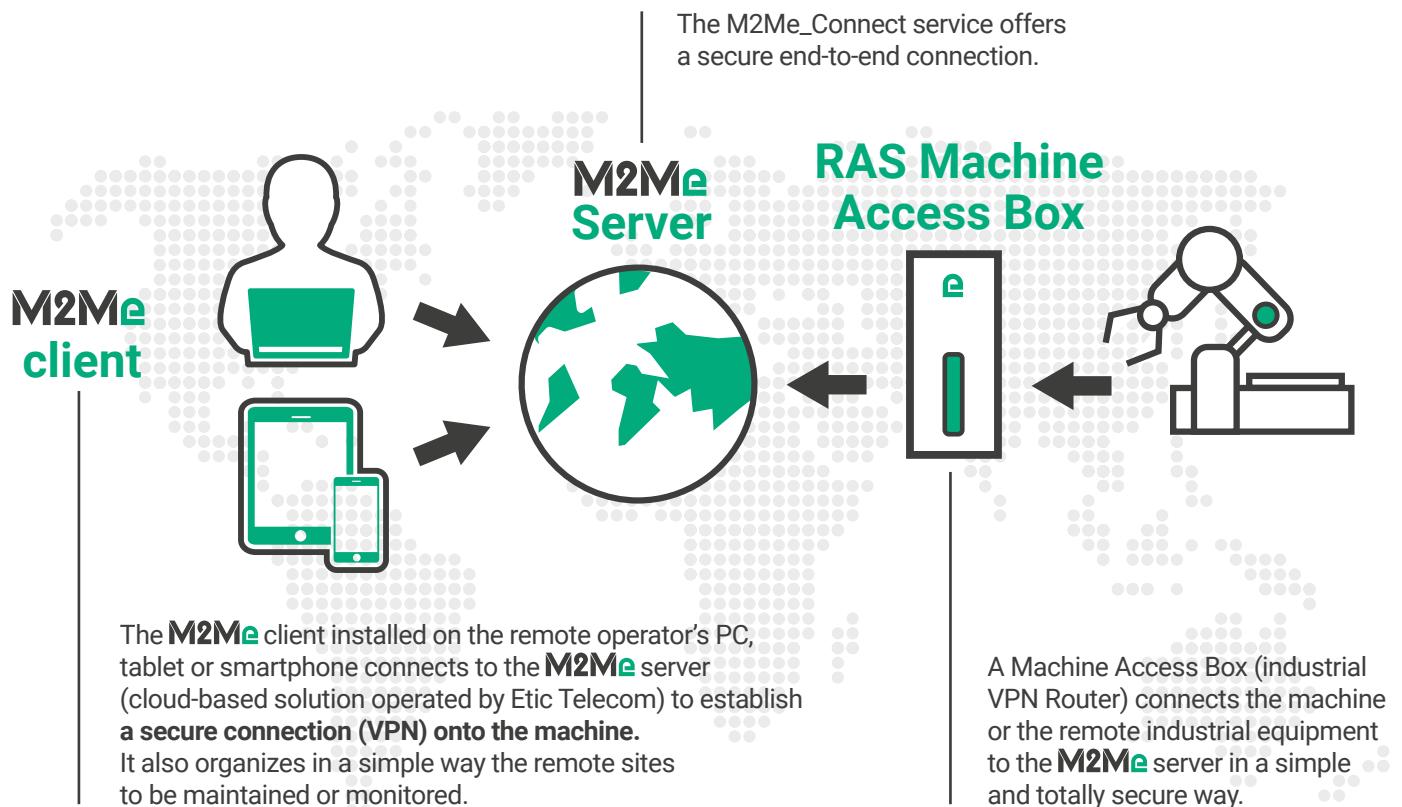 The M2Me_Connect service offers
a secure end-to-end connection.
M2Me
Server
RAS Machine
Access Box
M2Me
client
The M2Me client installed on the remote operator's PC,
tablet or smartphone connects to the M2Me server
(cloud-based solution operated by Etic Telecom) to establish
a secure connection (VPN) onto the machine.
It also organizes in a simple way the remote sites
to be maintained or monitored.
A Machine Access Box (industrial
VPN Router) connects the machine
or the remote industrial equipment
to the M2Me server in a simple
and totally secure way.